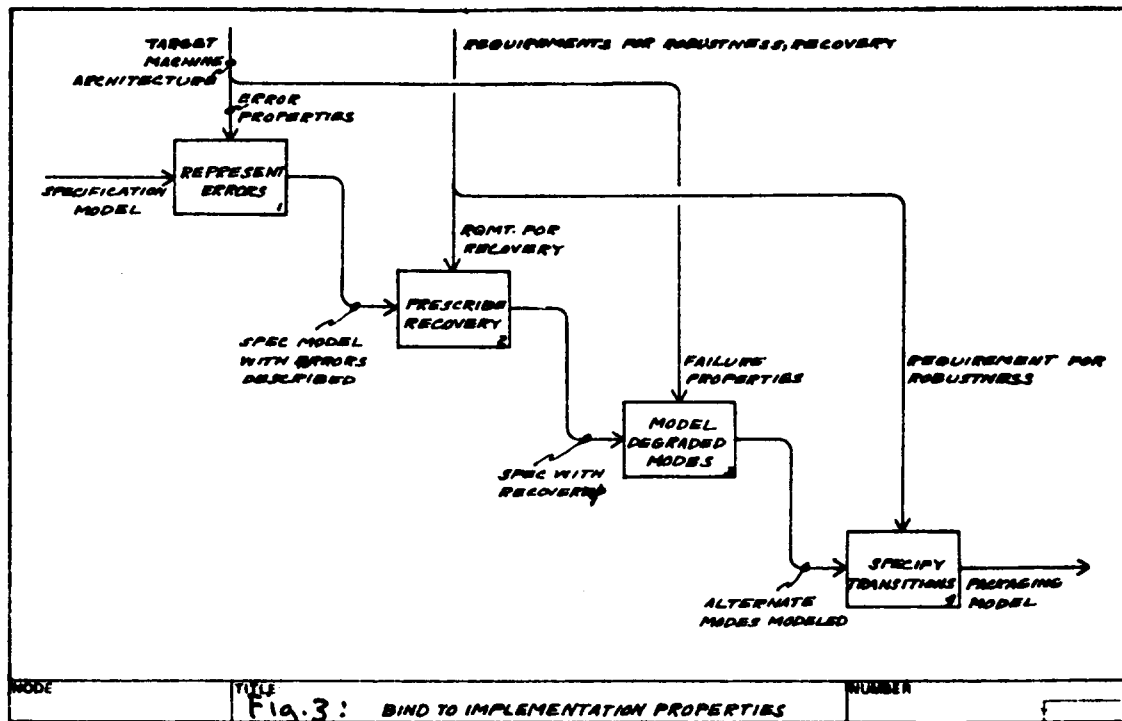 TARGET
MACHINE
ARCHITECTURE
REQUIREMENTS FOR ROBUSTNESS, RECOVERY
ERROR
PROPERTIES
REPRESENT
ERRORS
1
SPECIFICATION
MODEL
RQMT. FOR
RECOVERY
PRESCRIBE
RECOVERY
2
SPEC MODEL
WITH ERRORS
DESCRIBED
FAILURE
PROPERTIES
REQUIREMENT FOR
ROBUSTNESS
MODEL
DEGRADED
MODES
3
SPEC WITH
RECOVERY
SPECIFY
TRANSITIONS
4
PACKAGING
MODEL
ALTERNATE
MODES MODELED
NODE
TITLE
NUMBER
Fig. 3: BIND TO IMPLEMENTATION PROPERTIES